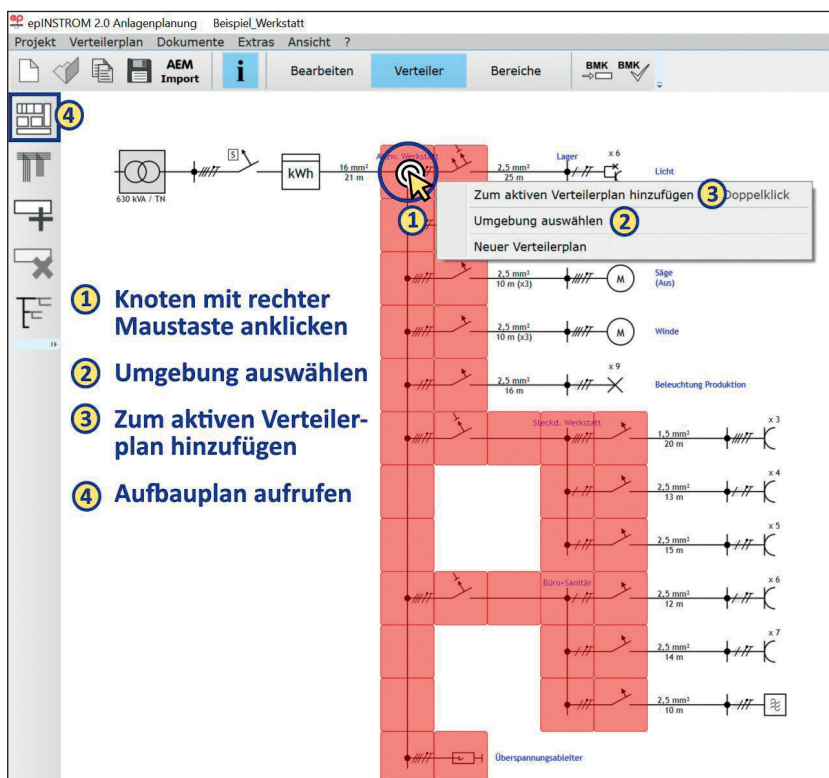 ep epINSTROM 2.0 Anlagenplanung Beispiel_Werkstatt
Projekt Verteilerplan Dokumente Extras Ansicht ?
AEM
Import
i Bearbeiten Verteiler Bereiche BMK BMK
4
630 kVA / TN
S
kWh
16 mm²
21 m
2,5 mm²
25 m
Lager
x 6
Licht
1
Zum aktiven Verteilerplan hinzufügen 3 Doppelklick
Umgebung auswählen 2
Neuer Verteilerplan
2,5 mm²
10 m (x3)
M
Säge
(Aus)
2,5 mm²
10 m (x3)
M
Winde
2,5 mm²
16 m
x 9
Beleuchtung Produktion
1 Knoten mit rechter
Maustaste anklicken
2 Umgebung auswählen
3 Zum aktiven Verteiler-
plan hinzufügen
4 Aufbauplan aufrufen
Steckd. Werkstatt
1,5 mm²
20 m
x 3
2,5 mm²
13 m
x 4
2,5 mm²
15 m
x 5
Büro+Sanitär
2,5 mm²
12 m
x 6
2,5 mm²
14 m
x 7
2,5 mm²
10 m
Überspannungsableiter